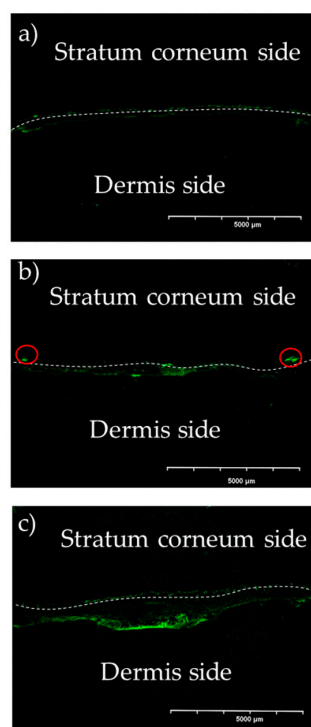 a)
Stratum corneum side
Dermis side
5000 µm
b)
Stratum corneum side
Dermis side
5000 µm
c)
Stratum corneum side
Dermis side
5000 µm